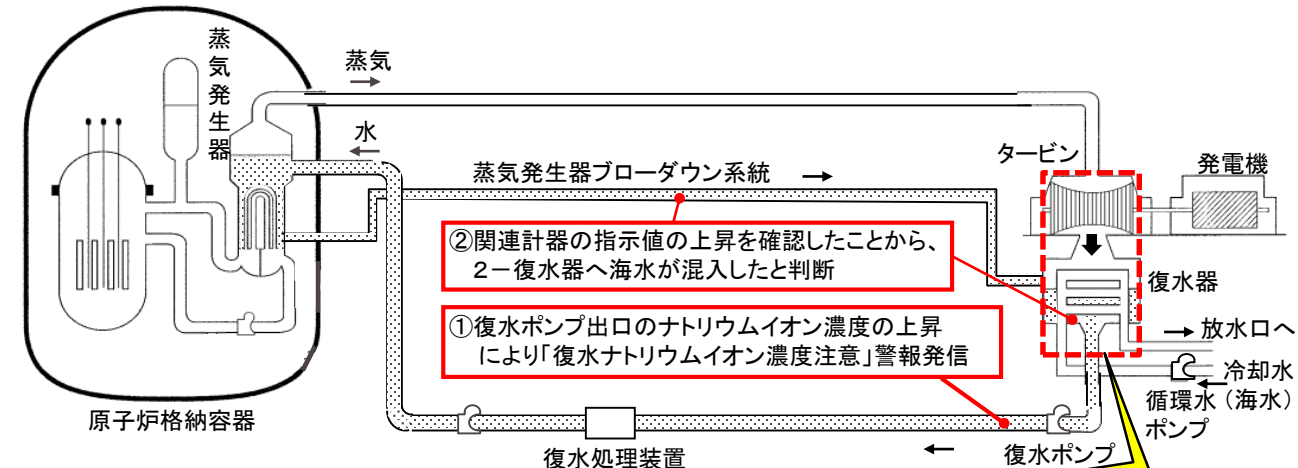 蒸気発生器
蒸気
水
蒸気発生器ブローダウン系統
タービン
発電機
②関連計器の指示値の上昇を確認したことから、
2－復水器へ海水が混入したと判断
復水器
①復水ポンプ出口のナトリウムイオン濃度の上昇
により「復水ナトリウムイオン濃度注意」警報発信
放水口へ
冷却水
（海水）
循環水
ポンプ
原子炉格納容器
復水処理装置
復水ポンプ